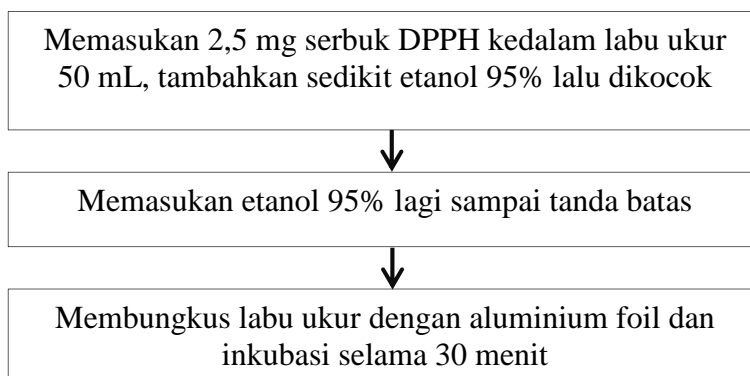 Memasukan 2,5 mg serbuk DPPH kedalam labu ukur
50 mL, tambahkan sedikit etanol 95% lalu dikocok
Memasukan etanol 95% lagi sampai tanda batas
Membungkus labu ukur dengan aluminium foil dan
inkubasi selama 30 menit